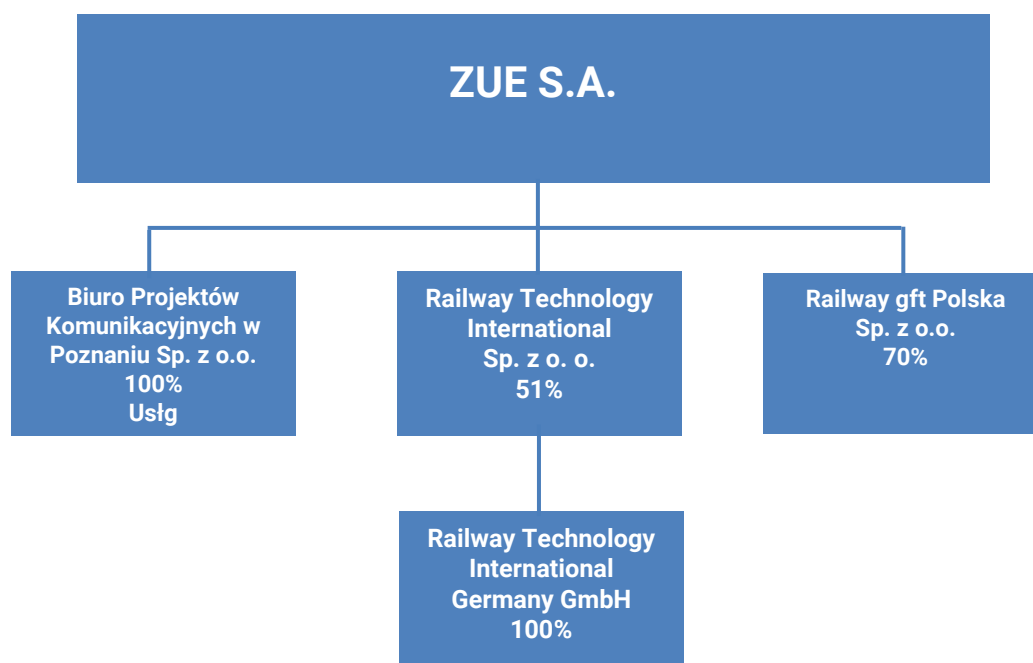 ZUE S.A.
Biuro Projektów
Komunikacyjnych w
Poznaniu Sp. z o.o.
100%
Usłg
Railway Technology
International
Sp. z o. o.
51%
Railway gft Polska
Sp. z o.o.
70%
Railway Technology
International
Germany GmbH
100%